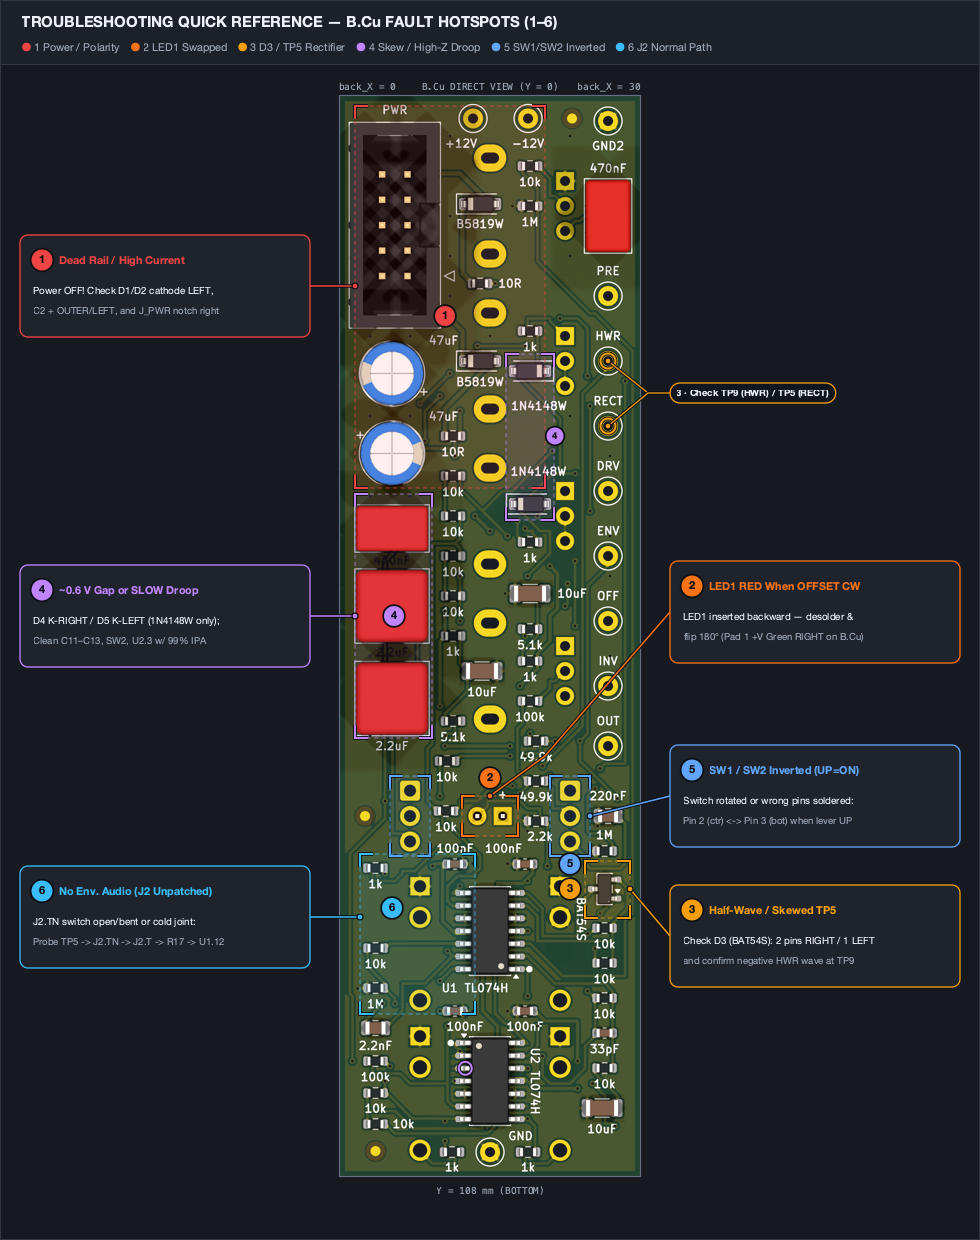 TROUBLESHOOTING QUICK REFERENCE — B.Cu FAULT HOTSPOTS (1–6)
1 Power / Polarity
2 LED1 Swapped
3 D3 / TP5 Rectifier
4 Skew / High-Z Droop
5 SW1/SW2 Inverted
6 J2 Normal Path
back_X = 0
B.Cu DIRECT VIEW (Y = 0)
back_X = 30
PWR
+12V
-12V
GND2
10k
470nF
B5819W
1M
1
Dead Rail / High Current
Power OFF! Check D1/D2 cathode LEFT,
C2 + OUTER/LEFT, and J_PWR notch right
PRE
10R
1
47uF
1k
HWR
B5819W
+
3 - Check TP9 (HWR) / TP5 (RECT)
1N4148W
RECT
47uF
+
4
10R
1N4148W
DRV
10k
10k
ENV
1k
10k
4
~0.6 V Gap or SLOW Droop
D4 K-RIGHT / D5 K-LEFT (1N4148W only);
Clean C11–C13, SW2, U2.3 w/ 99% IPA
2
LED1 RED When OFFSET CW
LED1 inserted backward — desolder &
flip 180° (Pad 1 +V Green RIGHT on B.Cu)
10uF
OFF
10k
4
5.1k
1k
2.2uF
INV
1k
10uF
100k
OUT
5.1k
2.2uF
49.9k
10k
2
+
49.9k
220nF
5
SW1 / SW2 Inverted (UP=ON)
Switch rotated or wrong pins soldered:
Pin 2 (ctr) <-> Pin 3 (bot) when lever UP
10k
2.2k
1M
100nF
100nF
5
6
No Env. Audio (J2 Unpatched)
J2.TN switch open/bent or cold joint:
Probe TP5 -> J2.TN -> J2.T -> R17 -> U1.12
1k
3
6
BAT54S
3
Half-Wave / Skewed TP5
Check D3 (BAT54S): 2 pins RIGHT / 1 LEFT
and confirm negative HWR wave at TP9
10k
10k
10k
U1 TL074H
1M
10k
100nF
100nF
2.2nF
33pF
U2 TL074H
100k
10k
10k
10k
10uF
GND
1k
1k
Y = 108 mm (BOTTOM)